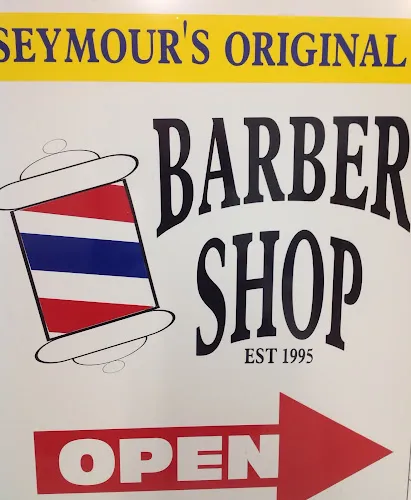 SEYMOUR'S ORIGINAL
BARBER
SHOP
EST 1995
OPEN